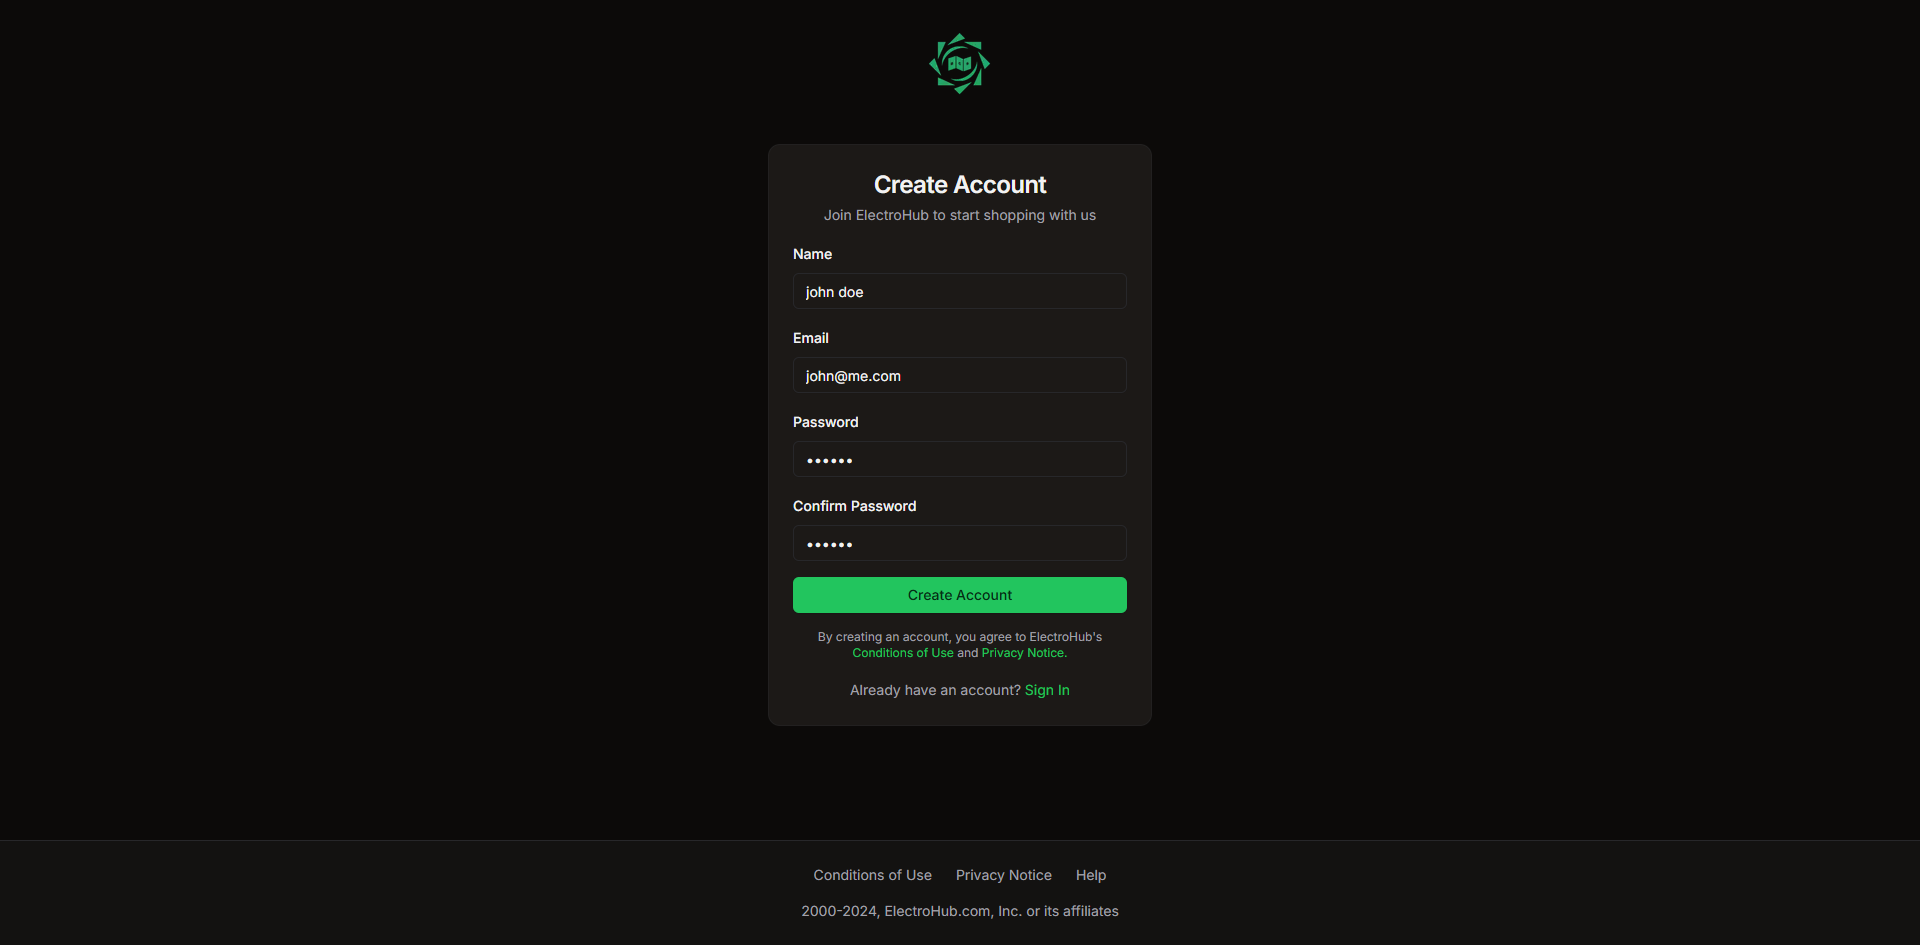 Create Account
Join ElectroHub to start shopping with us
Name
john doe
Email
john@me.com
Password
••••••
Confirm Password
••••••
Create Account
By creating an account, you agree to ElectroHub's
Conditions of Use and Privacy Notice.
Already have an account? Sign In
Conditions of Use Privacy Notice Help
2000-2024, ElectroHub.com, Inc. or its affiliates